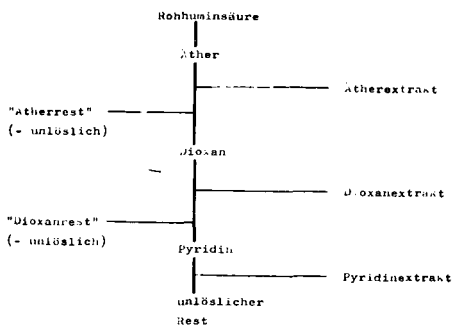 Rohhuminsäure
Äther
Ätherextrakt
"Ätherrest"
(- unlöslich)
Dioxan
Dioxanextrakt
"Dioxanrest"
(- unlöslich)
Pyridin
Pyridinextrakt
unlöslicher
Rest